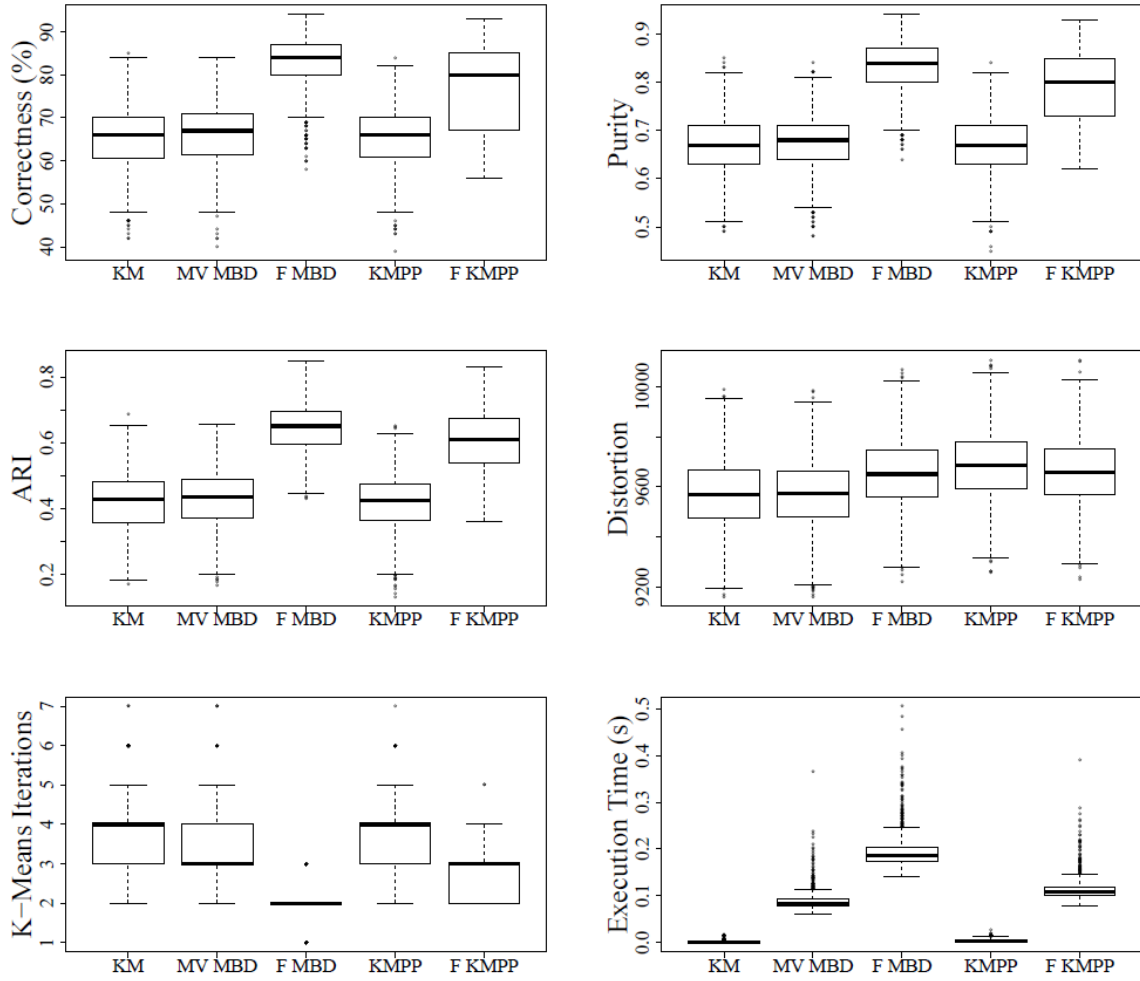 Correctness (%)
90
80
70
60
50
40
KM MV MBD F MBD KMPP F KMPP
Purity
0.9
0.8
0.7
0.6
0.5
KM MV MBD F MBD KMPP F KMPP
ARI
0.8
0.6
0.4
0.2
KM MV MBD F MBD KMPP F KMPP
Distortion
10000
9600
9200
KM MV MBD F MBD KMPP F KMPP
K−Means Iterations
7
6
5
4
3
2
1
KM MV MBD F MBD KMPP F KMPP
Execution Time (s)
0.5
0.4
0.3
0.2
0.1
0.0
KM MV MBD F MBD KMPP F KMPP